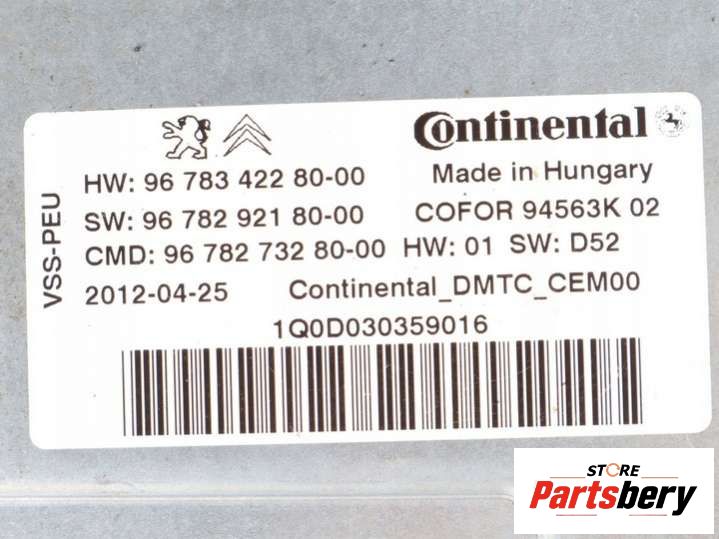 Continental
HW: 96 783 422 80-00 Made in Hungary
VSS-PEU
SW: 96 782 921 80-00 COFOR 94563K 02
CMD: 96 782 732 80-00 HW: 01 SW: D52
2012-04-25 Continental_DMTC_CEM00
1Q0D030359016
STORE
Partsbery